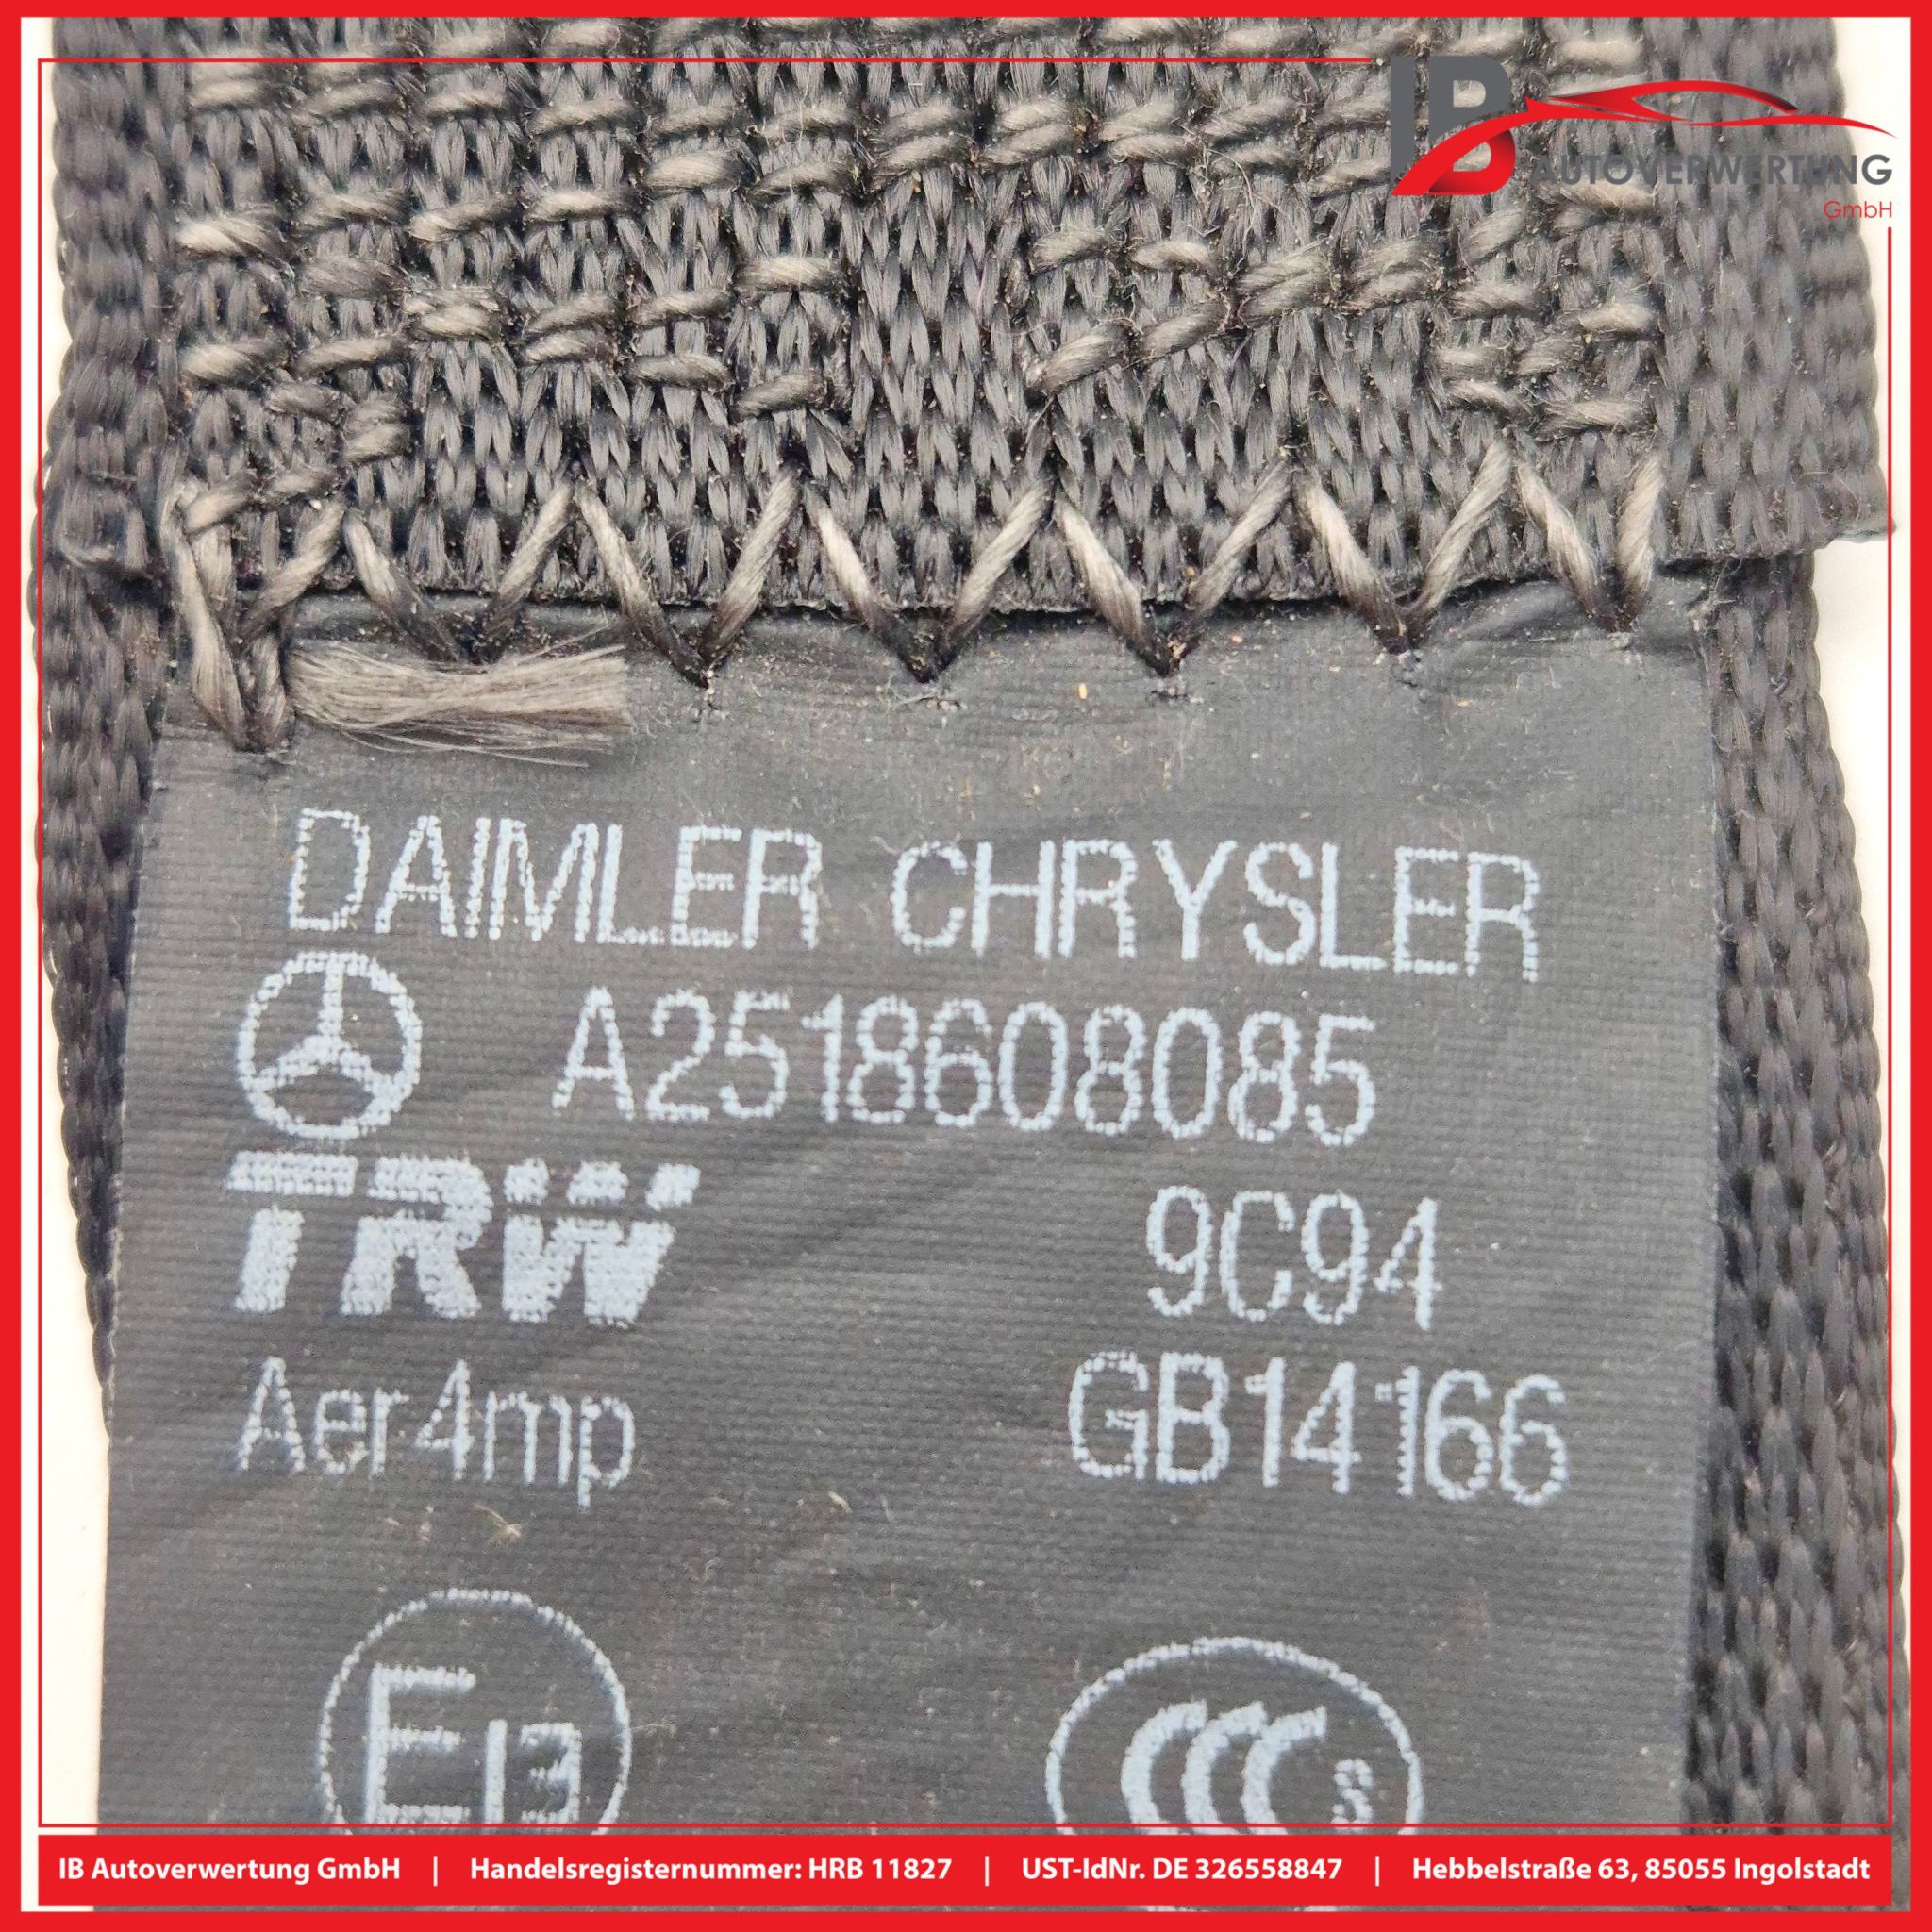 IB
AUTOVERWERTUNG
GmbH
DAIMLER CHRYSLER
A2518608085
TRW 9C94
Aer4mp GB14166
E13
CCC S
IB Autoverwertung GmbH | Handelsregisternummer: HRB 11827 | UST-IdNr. DE 326558847 | Hebbelstraße 63, 85055 Ingolstadt